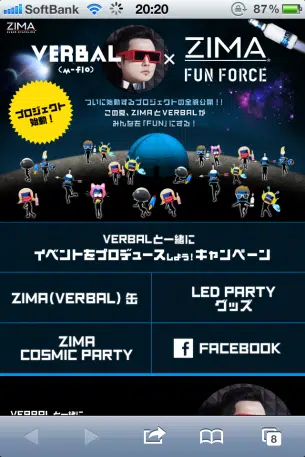 SoftBank 20:20 87%
ZIMA
VERBAL
(m-flo)
×
ZIMA
FUN FORCE
プロジェクト
始動！
ついに始動するプロジェクトの全貌公開！！
この夏、ZIMAとVERBALが
みんなを「FUN」にする！
VERBALと一緒に
イベントをプロデュースしよう！キャンペーン
ZIMA(VERBAL) 缶
LED PARTY
グッズ
ZIMA
COSMIC PARTY
f FACEBOOK
VERBALと一緒に
8